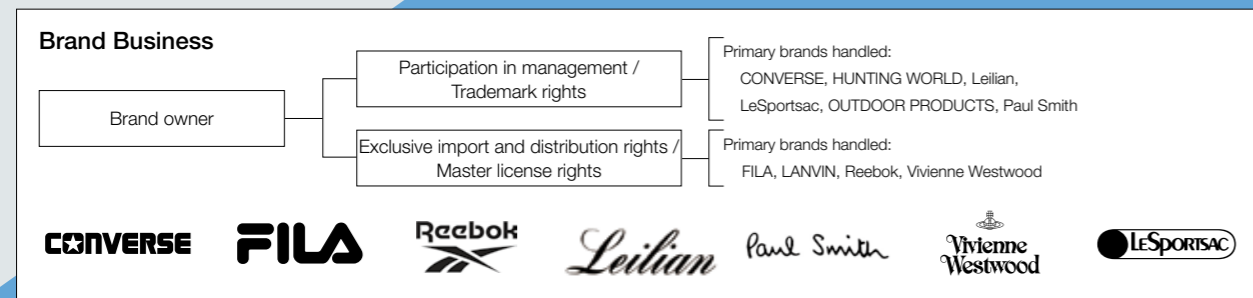 Brand Business
Brand owner
Participation in management /
Trademark rights
Primary brands handled:
CONVERSE, HUNTING WORLD, Leilian,
LeSportsac, OUTDOOR PRODUCTS, Paul Smith
Exclusive import and distribution rights /
Master license rights
Primary brands handled:
FILA, LANVIN, Reebok, Vivienne Westwood
CONVERSE
FILA
Reebok
Leilian
Paul Smith
Vivienne
Westwood
LESPORTSAC